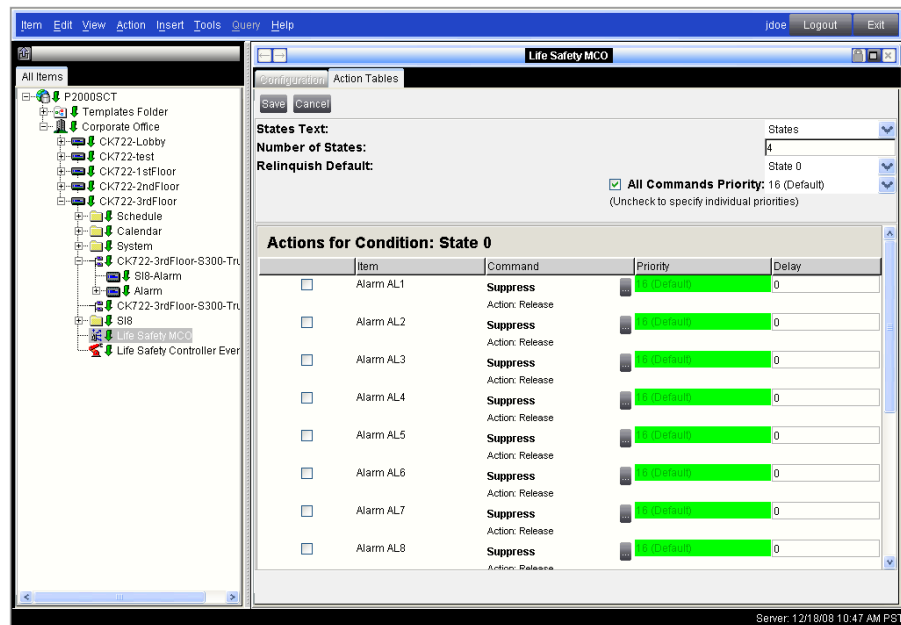 Item Edit View Action Insert Tools Query Help
jdoe Logout Exit
Life Safety MCO
All Items
Configuration Action Tables
P2000SCT
Templates Folder
Corporate Office
CK722-Lobby
CK722-test
CK722-1stFloor
CK722-2ndFloor
CK722-3rdFloor
Schedule
Calendar
System
CK722-3rdFloor-S300-Tru
SI8-Alarm
Alarm
CK722-3rdFloor-S300-Tru
SI8
Life Safety MCO
Life Safety Controller Ever
Save Cancel
States Text: States
Number of States: 4
Relinquish Default: State 0
All Commands Priority: 16 (Default)
(Uncheck to specify individual priorities)
Actions for Condition: State 0
Item Command Priority Delay
Alarm AL1 Suppress ... 16 (Default) 0
Action: Release
Alarm AL2 Suppress ... 16 (Default) 0
Action: Release
Alarm AL3 Suppress ... 16 (Default) 0
Action: Release
Alarm AL4 Suppress ... 16 (Default) 0
Action: Release
Alarm AL5 Suppress ... 16 (Default) 0
Action: Release
Alarm AL6 Suppress ... 16 (Default) 0
Action: Release
Alarm AL7 Suppress ... 16 (Default) 0
Action: Release
Alarm AL8 Suppress ... 16 (Default) 0
Action: Release
Server: 12/18/08 10:47 AM PST